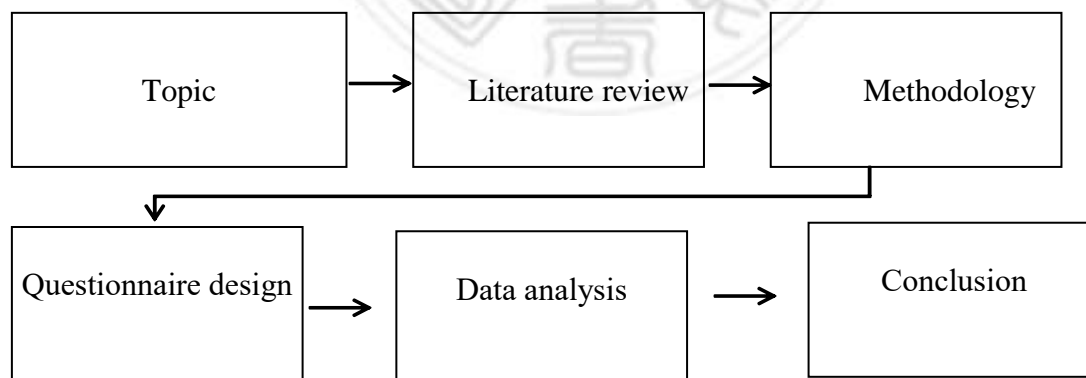 Topic
Literature review
Methodology
Questionnaire design
Data analysis
Conclusion